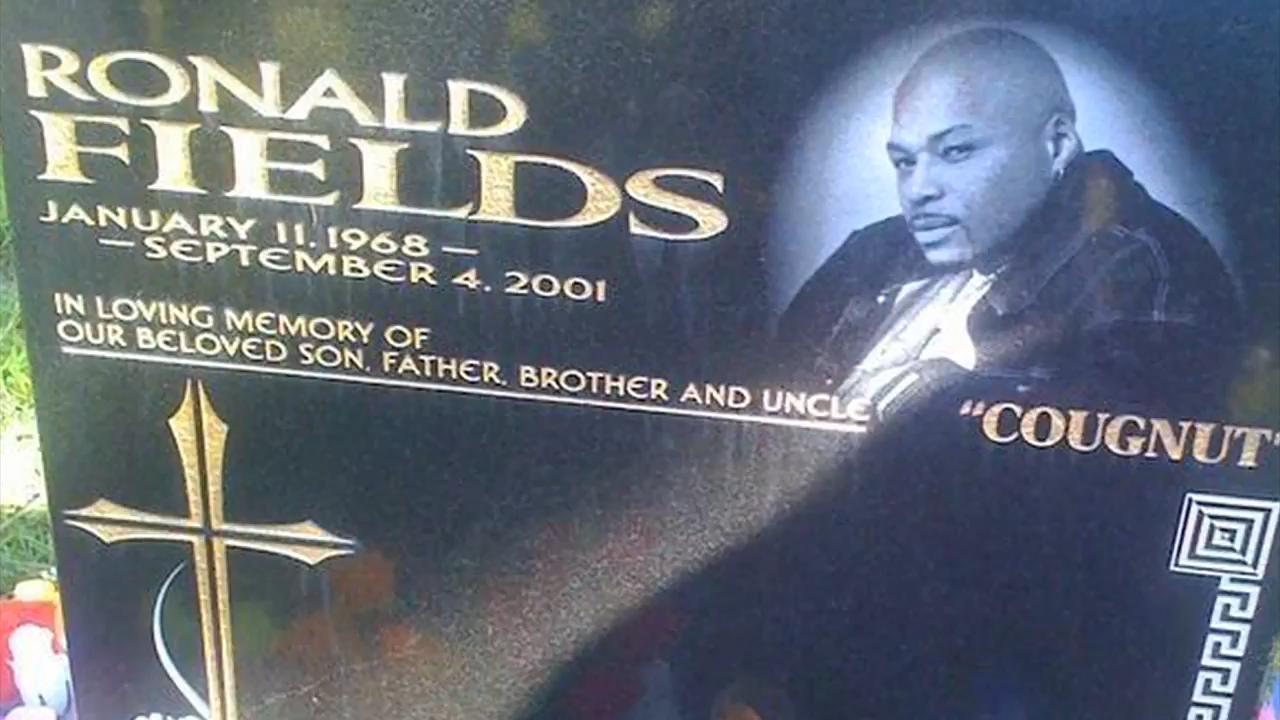 RONALD
FIELDS
JANUARY 11, 1968 —
— SEPTEMBER 4, 2001
IN LOVING MEMORY OF
OUR BELOVED SON, FATHER, BROTHER AND UNCLE
"COUGNUT"